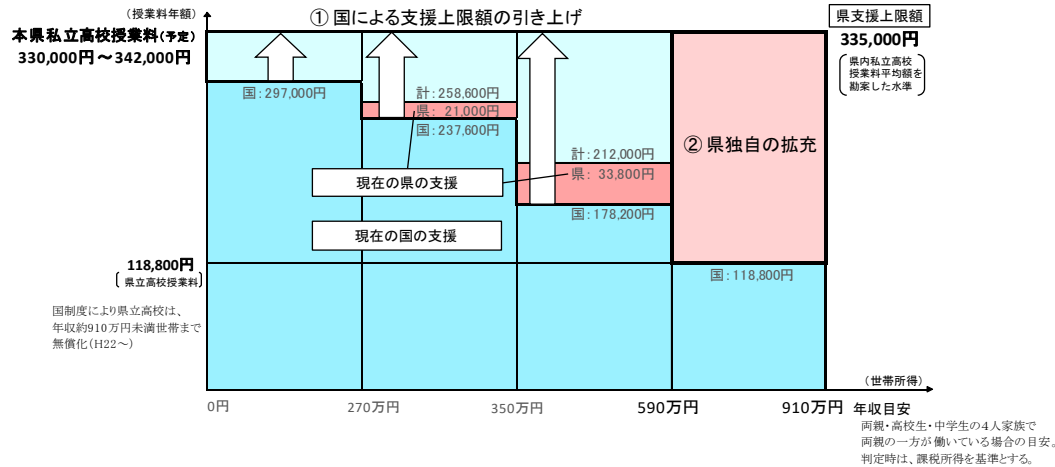 (授業料年額)
① 国による支援上限額の引き上げ
県支援上限額
本県私立高校授業料(予定)
330,000円～342,000円
335,000円
県内私立高校
授業料平均額を
勘案した水準
国：297,000円
計：258,600円
県： 21,000円
国：237,600円
計：212,000円
県： 33,800円
国：178,200円
② 県独自の拡充
現在の県の支援
現在の国の支援
118,800円
県立高校授業料
国：118,800円
国制度により県立高校は、
年収約910万円未満世帯まで
無償化（H22～）
(世帯所得)
0円
270万円
350万円
590万円
910万円
年収目安
両親・高校生・中学生の4人家族で
両親の一方が働いている場合の目安。
判定時は、課税所得を基準とする。